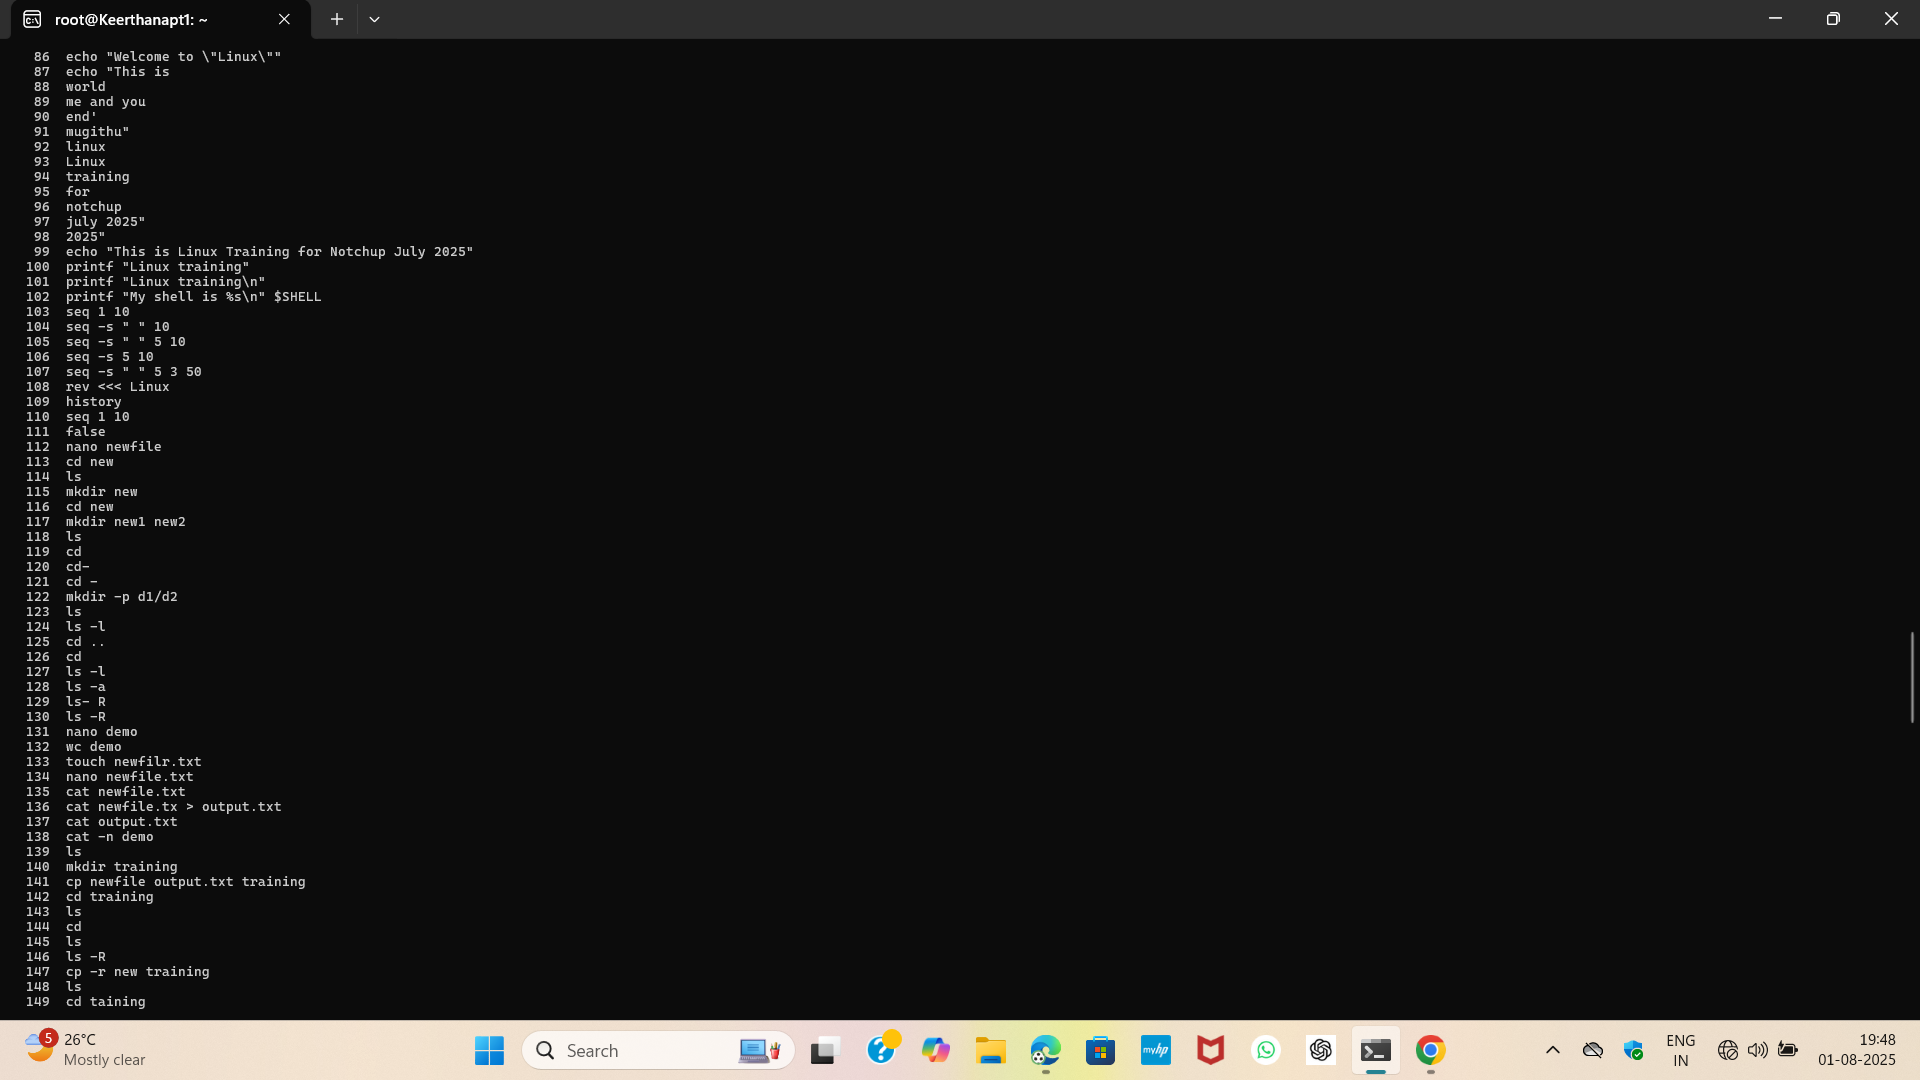 root@Keerthanapt1: ~
86 echo "Welcome to \"Linux\""
87 echo "This is
88 world
89 me and you
90 end'
91 mugithu"
92 linux
93 Linux
94 training
95 for
96 notchup
97 july 2025"
98 2025"
99 echo "This is Linux Training for Notchup July 2025"
100 printf "Linux training"
101 printf "Linux training\n"
102 printf "My shell is %s\n" $SHELL
103 seq 1 10
104 seq -s " " 10
105 seq -s " " 5 10
106 seq -s 5 10
107 seq -s " " 5 3 50
108 rev <<< Linux
109 history
110 seq 1 10
111 false
112 nano newfile
113 cd new
114 ls
115 mkdir new
116 cd new
117 mkdir new1 new2
118 ls
119 cd
120 cd-
121 cd -
122 mkdir -p d1/d2
123 ls
124 ls -l
125 cd ..
126 cd
127 ls -l
128 ls -a
129 ls- R
130 ls -R
131 nano demo
132 wc demo
133 touch newfilr.txt
134 nano newfile.txt
135 cat newfile.txt
136 cat newfile.tx > output.txt
137 cat output.txt
138 cat -n demo
139 ls
140 mkdir training
141 cp newfile output.txt training
142 cd training
143 ls
144 cd
145 ls
146 ls -R
147 cp -r new training
148 ls
149 cd taining
5
26°C
Mostly clear
Search
myhp
ENG
IN
19:48
01-08-2025